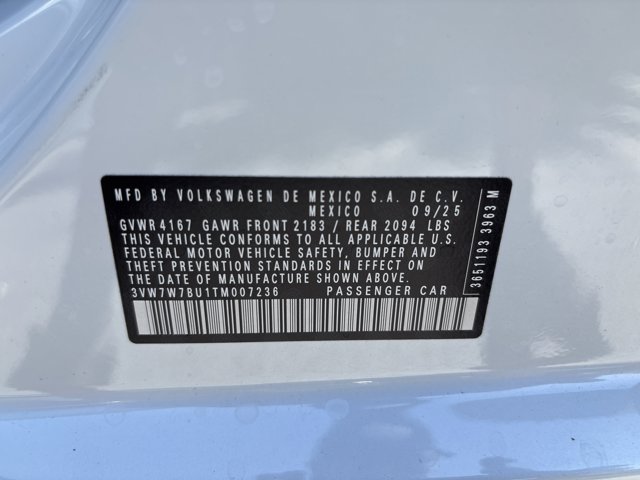 MFD BY VOLKSWAGEN DE MEXICO S.A. DE C.V.
MEXICO 09/25
GVWR 4167 GAWR FRONT 2183 / REAR 2094 LBS
THIS VEHICLE CONFORMS TO ALL APPLICABLE U.S.
FEDERAL MOTOR VEHICLE SAFETY, BUMPER AND
THEFT PREVENTION STANDARDS IN EFFECT ON
THE DATE OF MANUFACTURE SHOWN ABOVE.
3VW7W7BU1TM007236 PASSENGER CAR
3651193 3963 M